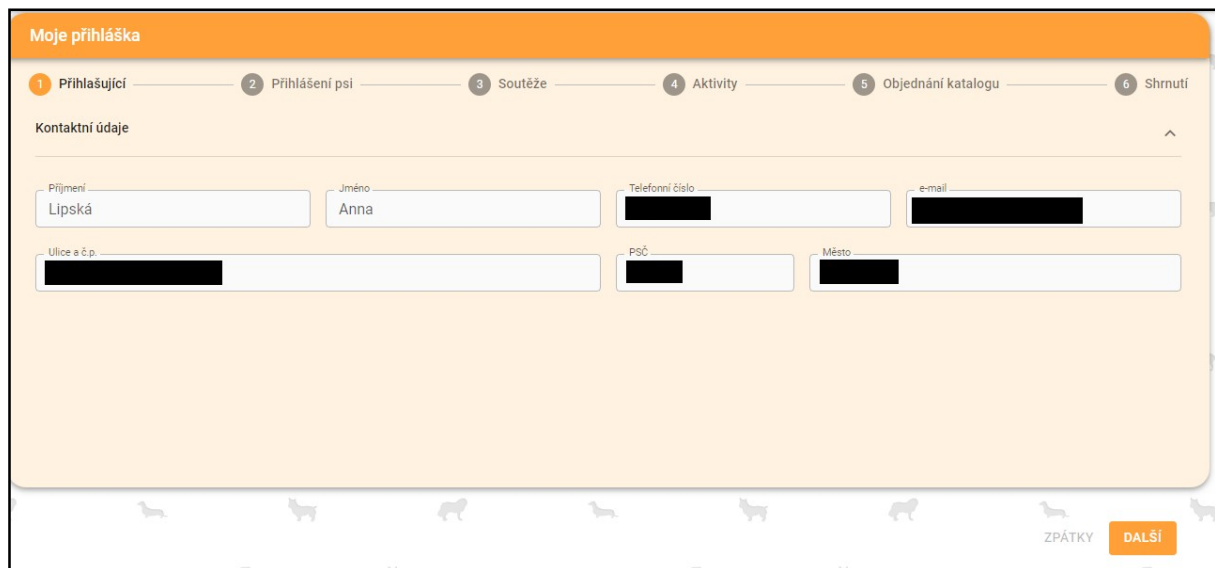 Moje přihláška
1 Přihlašující 2 Přihlášení psi 3 Soutěže 4 Aktivity 5 Objednání katalogu 6 Shrnutí
Kontaktní údaje
Příjmení Jméno Telefonní číslo e-mail
Lipská Anna
Ulice a č.p. PSČ Město
ZPÁTKY DALŠÍ